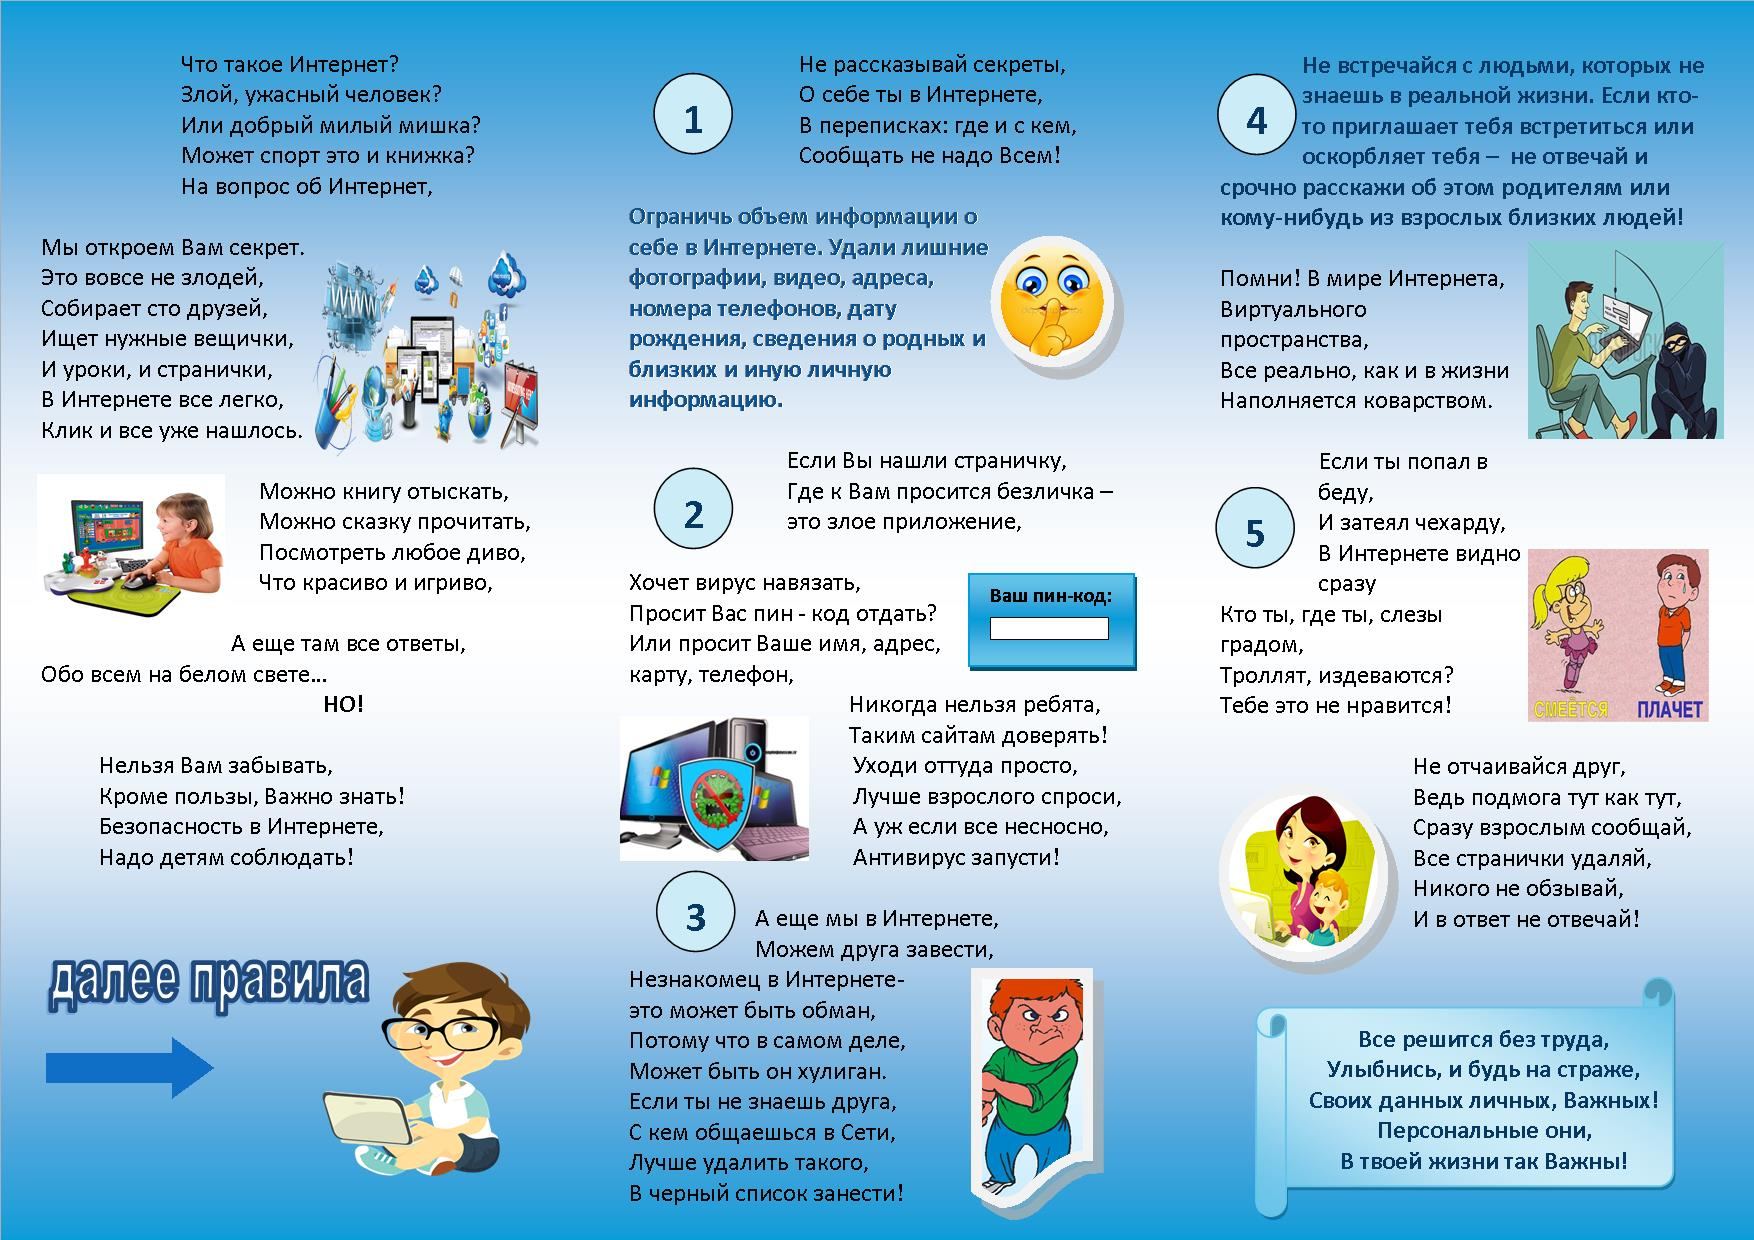 Что такое Интернет?
Злой, ужасный человек?
Или добрый милый мишка?
Может спорт это и книжка?
На вопрос об Интернет,
Мы откроем Вам секрет.
Это вовсе не злодей,
Собирает сто друзей,
Ищет нужные вещички,
И уроки, и странички,
В Интернете все легко,
Клик и все уже нашлось.
WWW
Можно книгу отыскать,
Можно сказку прочитать,
Посмотреть любое диво,
Что красиво и игриво,
А еще там все ответы,
Обо всем на белом свете...
НО!
Нельзя Вам забывать,
Кроме пользы, Важно знать!
Безопасность в Интернете,
Надо детям соблюдать!
далее правила
1
Не рассказывай секреты,
О себе ты в Интернете,
В переписках: где и с кем,
Сообщать не надо Всем!
Ограничь объем информации о
себе в Интернете. Удали лишние
фотографии, видео, адреса,
номера телефонов, дату
рождения, сведения о родных и
близких и иную личную
информацию.
2
Если Вы нашли страничку,
Где к Вам просится безличка –
это злое приложение,
Хочет вирус навязать,
Просит Вас пин - код отдать?
Или просит Ваше имя, адрес,
карту, телефон,
Ваш пин-код:
Никогда нельзя ребята,
Таким сайтам доверять!
Уходи оттуда просто,
Лучше взрослого спроси,
А уж если все несносно,
Антивирус запусти!
3
А еще мы в Интернете,
Можем друга завести,
Незнакомец в Интернете-
это может быть обман,
Потому что в самом деле,
Может быть он хулиган.
Если ты не знаешь друга,
С кем общаешься в Сети,
Лучше удалить такого,
В черный список занести!
4
Не встречайся с людьми, которых не
знаешь в реальной жизни. Если кто-
то приглашает тебя встретиться или
оскорбляет тебя – не отвечай и
срочно расскажи об этом родителям или
кому-нибудь из взрослых близких людей!
Помни! В мире Интернета,
Виртуального
пространства,
Все реально, как и в жизни
Наполняется коварством.
5
Если ты попал в
беду,
И затеял чехарду,
В Интернете видно
сразу
Кто ты, где ты, слезы
градом,
Троллят, издеваются?
Тебе это не нравится!
СМЕЁТСЯ ПЛАЧЕТ
Не отчаивайся друг,
Ведь подмога тут как тут,
Сразу взрослым сообщай,
Все странички удаляй,
Никого не обзывай,
И в ответ не отвечай!
Все решится без труда,
Улыбнись, и будь на страже,
Своих данных личных, Важных!
Персональные они,
В твоей жизни так Важны!